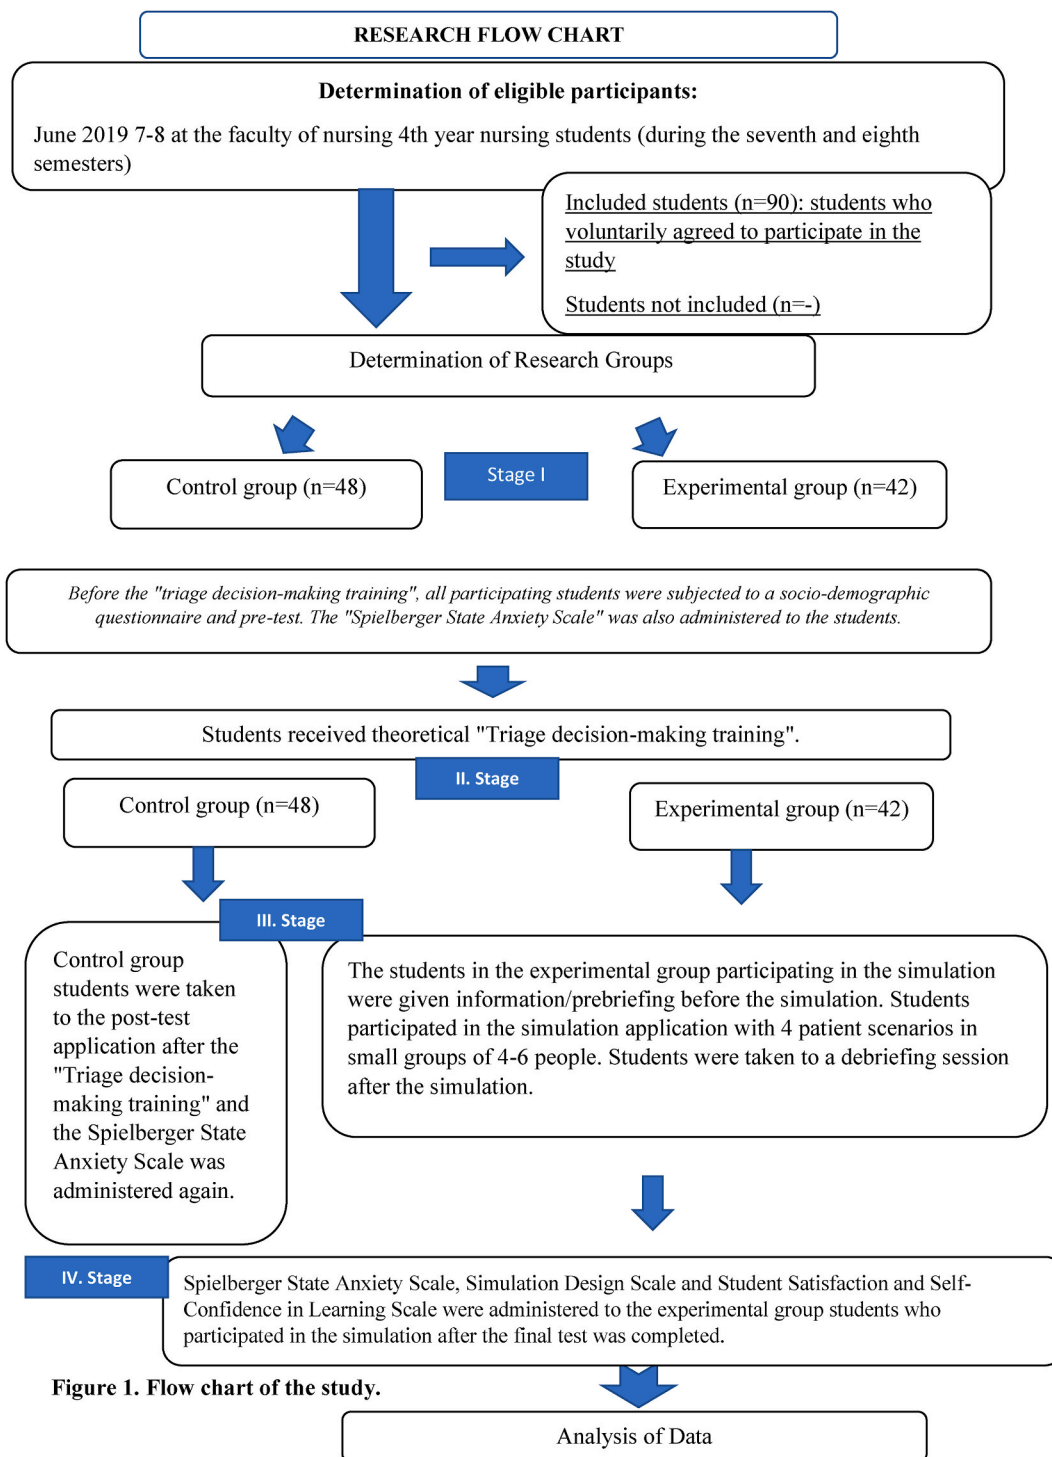 RESEARCH FLOW CHART
Determination of eligible participants:
June 2019 7-8 at the faculty of nursing 4th year nursing students (during the seventh and eighth
semesters)
Included students (n=90): students who
voluntarily agreed to participate in the
study
Students not included (n=-)
Determination of Research Groups
Control group (n=48)
Stage I
Experimental group (n=42)
Before the "triage decision-making training", all participating students were subjected to a socio-demographic
questionnaire and pre-test. The "Spielberger State Anxiety Scale" was also administered to the students.
Students received theoretical "Triage decision-making training".
II. Stage
Control group (n=48)
Experimental group (n=42)
III. Stage
Control group
students were taken
to the post-test
application after the
"Triage decision-
making training" and
the Spielberger State
Anxiety Scale was
administered again.
The students in the experimental group participating in the simulation
were given information/prebriefing before the simulation. Students
participated in the simulation application with 4 patient scenarios in
small groups of 4-6 people. Students were taken to a debriefing session
after the simulation.
IV. Stage
Spielberger State Anxiety Scale, Simulation Design Scale and Student Satisfaction and Self-
Confidence in Learning Scale were administered to the experimental group students who
participated in the simulation after the final test was completed.
Figure 1. Flow chart of the study.
Analysis of Data